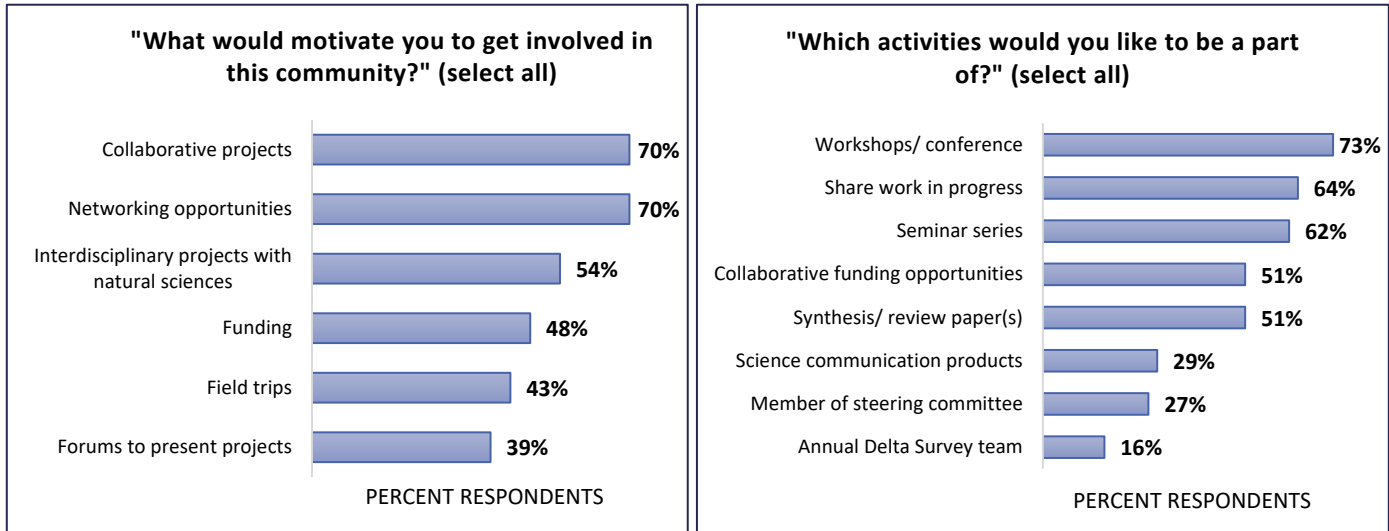 "What would motivate you to get involved in
this community?" (select all)
Collaborative projects
70%
Networking opportunities
70%
Interdisciplinary projects with
natural sciences
54%
Funding
48%
Field trips
43%
Forums to present projects
39%
PERCENT RESPONDENTS
"Which activities would you like to be a part
of?" (select all)
Workshops/ conference
73%
Share work in progress
64%
Seminar series
62%
Collaborative funding opportunities
51%
Synthesis/ review paper(s)
51%
Science communication products
29%
Member of steering committee
27%
Annual Delta Survey team
16%
PERCENT RESPONDENTS